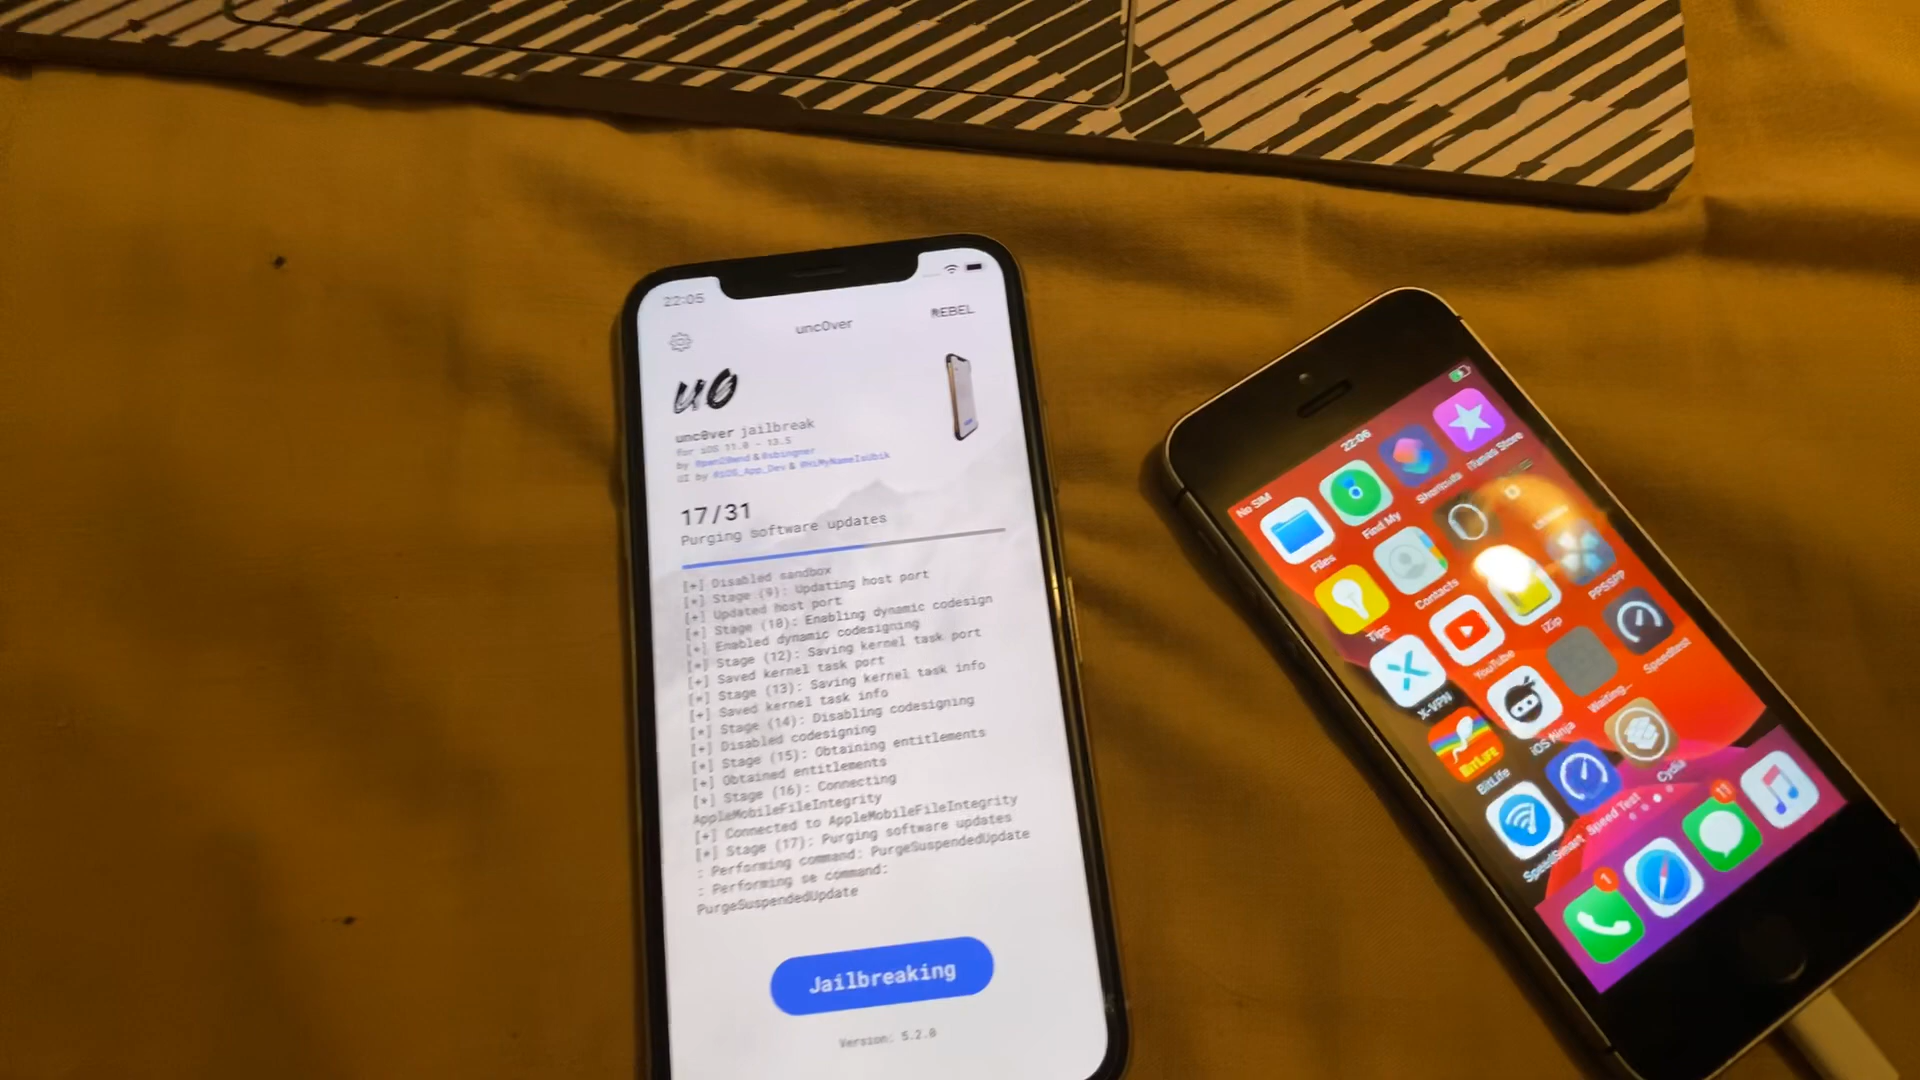 22:05
unc0ver
REBEL
u0
unc0ver jailbreak
for iOS 11.0 - 13.5
by @pwn20wnd & @sbingner
UI by @iOS_App_Dev & @HiMyNameIsUbik
17/31
Purging software updates
[+] Disabled sandbox
[*] Stage (9): Updating host port
[+] Updated host port
[*] Stage (10): Enabling dynamic codesign
[+] Enabled dynamic codesigning
[*] Stage (12): Saving kernel task port
[+] Saved kernel task port
[*] Stage (13): Saving kernel task info
[+] Saved kernel task info
[*] Stage (14): Disabling codesigning
[+] Disabled codesigning
[*] Stage (15): Obtaining entitlements
[+] Obtained entitlements
[*] Stage (16): Connecting
AppleMobileFileIntegrity
[+] Connected to AppleMobileFileIntegrity
[*] Stage (17): Purging software updates
: Performing command: PurgeSuspendedUpdate
: Performing se command:
PurgeSuspendedUpdate
Jailbreaking
Version: 5.2.0
No SIM
22:06
Files
Find My
Shortcuts
iTunes Store
Tips
Contacts
X-VPN
YouTube
iZip
PPSSPP
BitLIFE
BitLife
iOS Ninja
Waiting...
Speedtest
SpeedSmart
Speed Test
Cydia
1
11